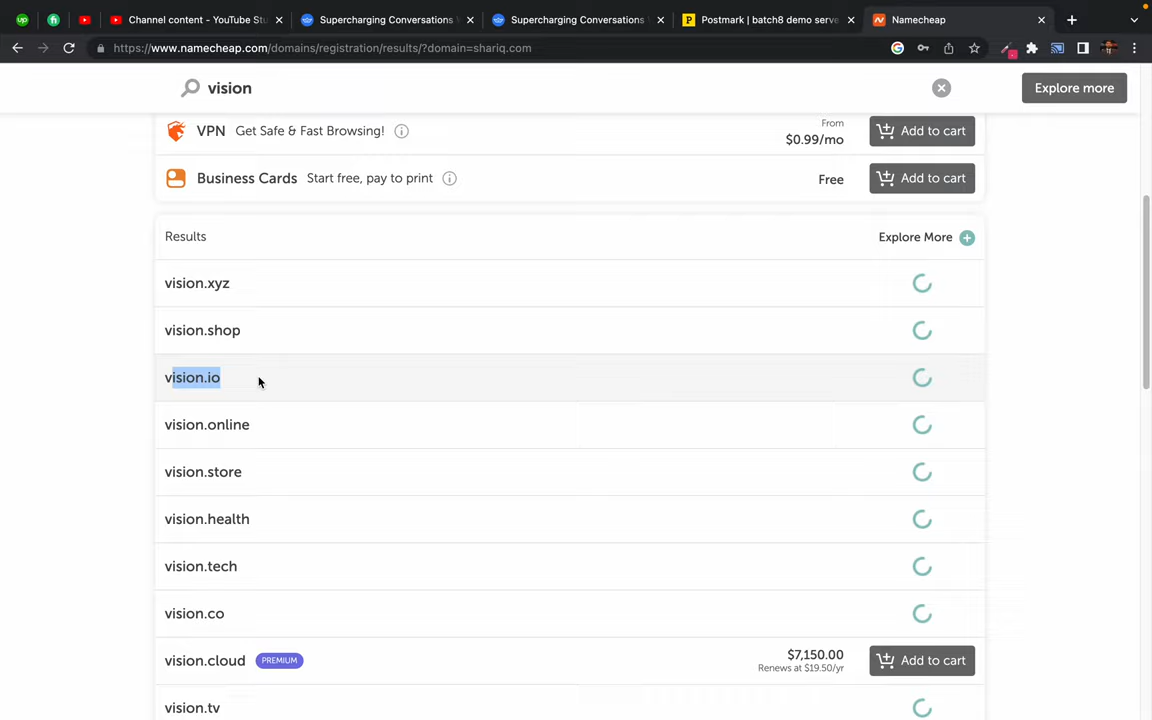 Channel content - YouTube Stu
Supercharging Conversations
Supercharging Conversations
Postmark | batch8 demo serve
Namecheap
https://www.namecheap.com/domains/registration/results/?domain=shariq.com
vision
Explore more
VPN Get Safe & Fast Browsing!
From
$0.99/mo
Add to cart
Business Cards Start free, pay to print
Free
Add to cart
Results
Explore More
vision.xyz
vision.shop
vision.io
vision.online
vision.store
vision.health
vision.tech
vision.co
vision.cloud PREMIUM
$7,150.00
Renews at $19.50/yr
Add to cart
vision.tv